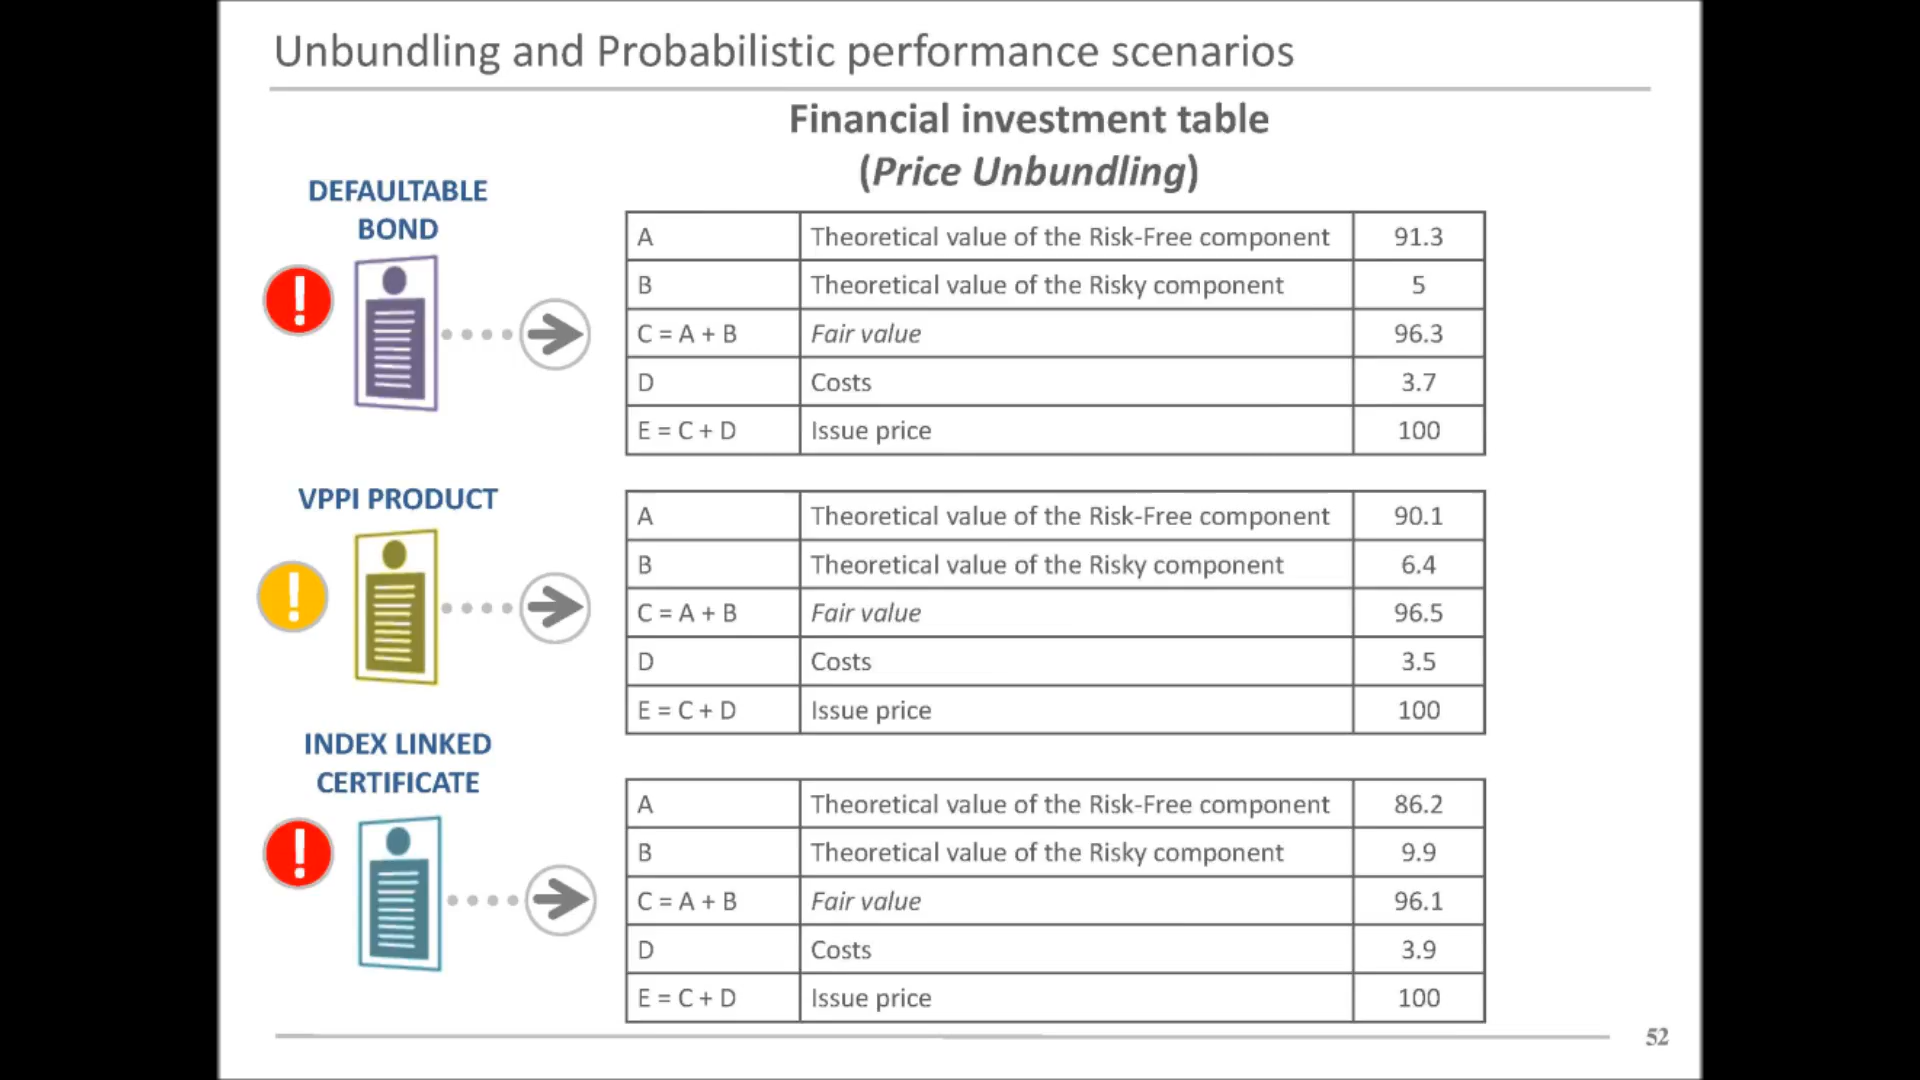 Unbundling and Probabilistic performance scenarios
Financial investment table
(Price Unbundling)
DEFAULTABLE
BOND
!
A Theoretical value of the Risk-Free component 91.3
B Theoretical value of the Risky component 5
C = A + B Fair value 96.3
D Costs 3.7
E = C + D Issue price 100
VPPI PRODUCT
!
A Theoretical value of the Risk-Free component 90.1
B Theoretical value of the Risky component 6.4
C = A + B Fair value 96.5
D Costs 3.5
E = C + D Issue price 100
INDEX LINKED
CERTIFICATE
!
A Theoretical value of the Risk-Free component 86.2
B Theoretical value of the Risky component 9.9
C = A + B Fair value 96.1
D Costs 3.9
E = C + D Issue price 100
52